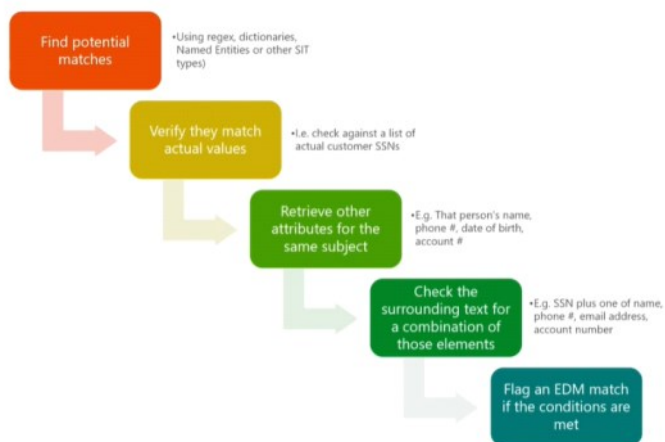 Find potential
matches
•Using regex, dictionaries,
Named Entities or other SIT
types)
Verify they match
actual values
•I.e. check against a list of
actual customer SSNs
Retrieve other
attributes for the
same subject
•E.g. That person's name,
phone #, date of birth,
account #
Check the
surrounding text for
a combination of
those elements
•E.g. SSN plus one of name,
phone #, email address,
account number
Flag an EDM match
if the conditions are
met